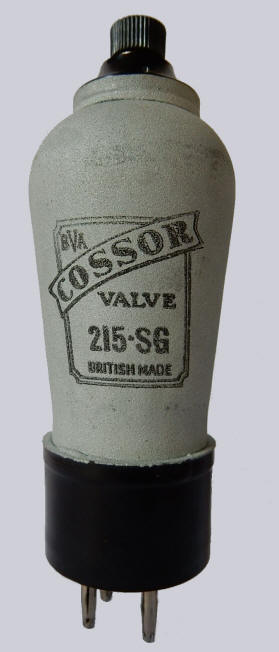 BVA
COSSOR
VALVE
215-SG
BRITISH MADE